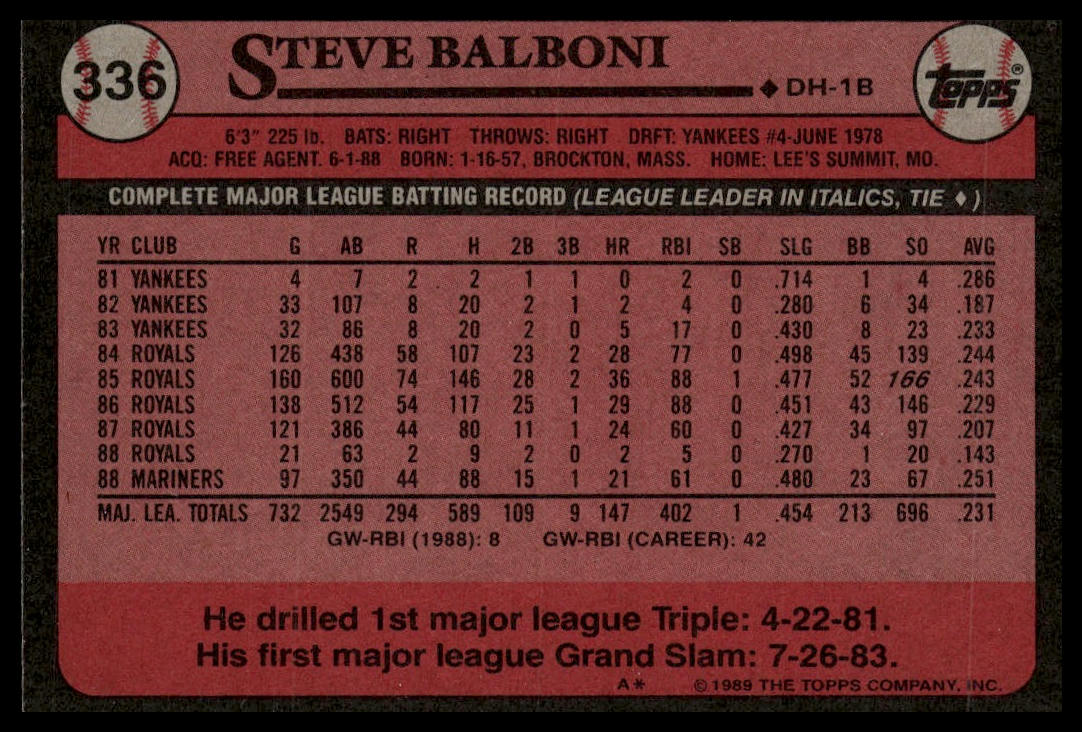 336
STEVE BALBONI
◆ DH-1B
TOPPS®
6'3" 225 lb. BATS: RIGHT THROWS: RIGHT DRFT: YANKEES #4-JUNE 1978
ACQ: FREE AGENT. 6-1-88 BORN: 1-16-57, BROCKTON, MASS. HOME: LEE'S SUMMIT, MO.
COMPLETE MAJOR LEAGUE BATTING RECORD (LEAGUE LEADER IN ITALICS, TIE ♦)
YR CLUB G AB R H 2B 3B HR RBI SB SLG BB SO AVG
81 YANKEES 4 7 2 2 1 1 0 2 0 .714 1 4 .286
82 YANKEES 33 107 8 20 2 1 2 4 0 .280 6 34 .187
83 YANKEES 32 86 8 20 2 0 5 17 0 .430 8 23 .233
84 ROYALS 126 438 58 107 23 2 28 77 0 .498 45 139 .244
85 ROYALS 160 600 74 146 28 2 36 88 1 .477 52 166 .243
86 ROYALS 138 512 54 117 25 1 29 88 0 .451 43 146 .229
87 ROYALS 121 386 44 80 11 1 24 60 0 .427 34 97 .207
88 ROYALS 21 63 2 9 2 0 2 5 0 .270 1 20 .143
88 MARINERS 97 350 44 88 15 1 21 61 0 .480 23 67 .251
MAJ. LEA. TOTALS 732 2549 294 589 109 9 147 402 1 .454 213 696 .231
GW-RBI (1988): 8 GW-RBI (CAREER): 42
He drilled 1st major league Triple: 4-22-81.
His first major league Grand Slam: 7-26-83.
A* © 1989 THE TOPPS COMPANY, INC.